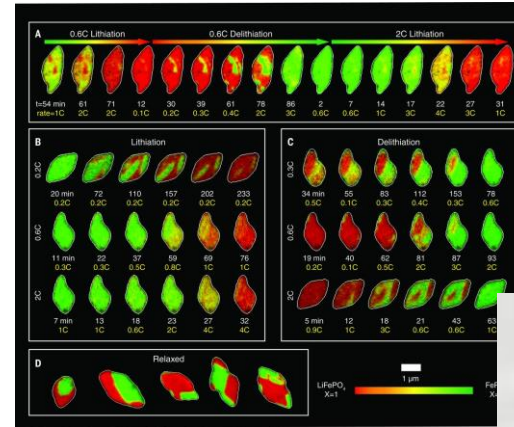 A 0.6C Lithiation 0.6C Delithiation 2C Lithiation
t=54 min 61 71 12 30 39 61 78 86 2 7 14 17 22 27 31
rate=1C 2C 2C 0.1C 0.2C 0.3C 0.4C 2C 3C 0.6C 0.6C 1C 3C 4C 3C 1C
B Lithiation
0.2C
20 min 72 110 157 202 233
0.2C 0.2C 0.2C 0.2C 0.2C 0.2C
0.6C
11 min 22 37 59 69 76
0.3C 0.3C 0.5C 0.8C 1C 1C
2C
7 min 13 18 23 27 32
1C 1C 0.6C 2C 4C 4C
C Delithiation
0.3C
34 min 55 83 112 153 78
0.5C 0.1C 0.3C 0.4C 0.3C 0.6C
0.6C
19 min 40 62 81 87 93
0.2C 0.1C 0.5C 2C 3C 2C
2C
5 min 12 18 21 43 63
0.9C 1C 3C 0.6C 0.6C 1C
D Relaxed
1 µm
LiFePO₄
X=1